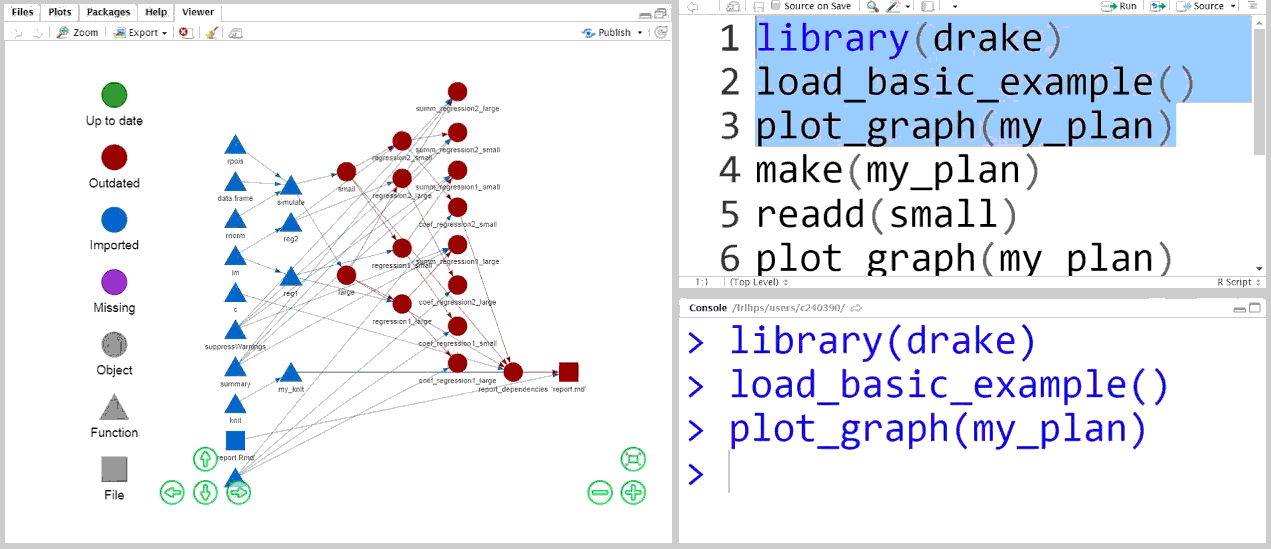 Files Plots Packages Help Viewer
Zoom Export Publish
Up to date
Outdated
Imported
Missing
Object
Function
File
rpois
data.frame
rnorm
lm
c
suppressWarnings
summary
knit
'report.Rmd'
simulate
reg2
reg1
my_knit
small
large
regression2_small
regression2_large
regression1_small
regression1_large
summ_regression2_large
summ_regression2_small
summ_regression1_small
coef_regression2_small
summ_regression1_large
coef_regression2_large
coef_regression1_small
coef_regression1_large
report_dependencies
'report.md'
Source on Save Run Source
1 library(drake)
2 load_basic_example()
3 plot_graph(my_plan)
4 make(my_plan)
5 readd(small)
6 plot_graph(my_plan)
1:1 (Top Level) R Script
Console /lrlhps/users/c240390/
> library(drake)
> load_basic_example()
> plot_graph(my_plan)
>